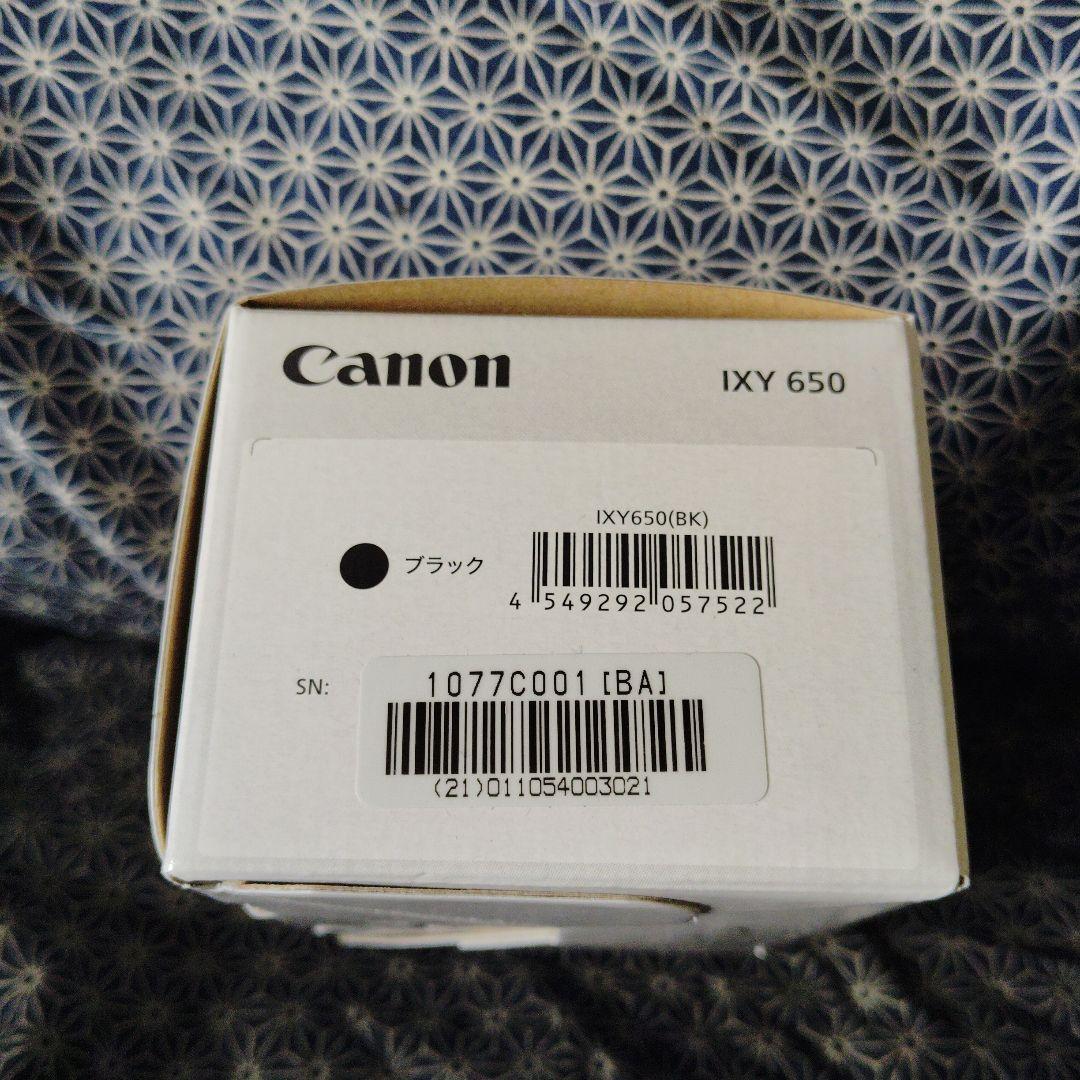 Canon
IXY 650
IXY650(BK)
ブラック
4 549292 057522
SN:
1077C001 [BA]
(21)011054003021